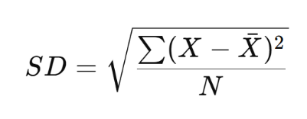 SD = √(∑(X − X̄)² / N)